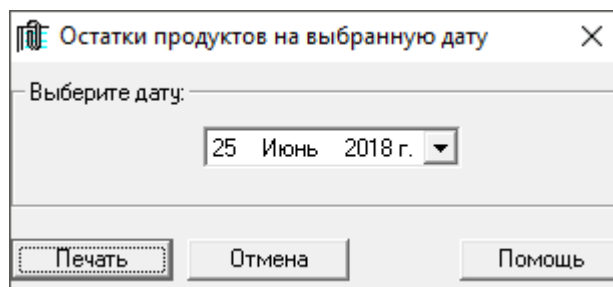 Остатки продуктов на выбранную дату
Выберите дату:
25 Июнь 2018 г.
Печать Отмена Помощь